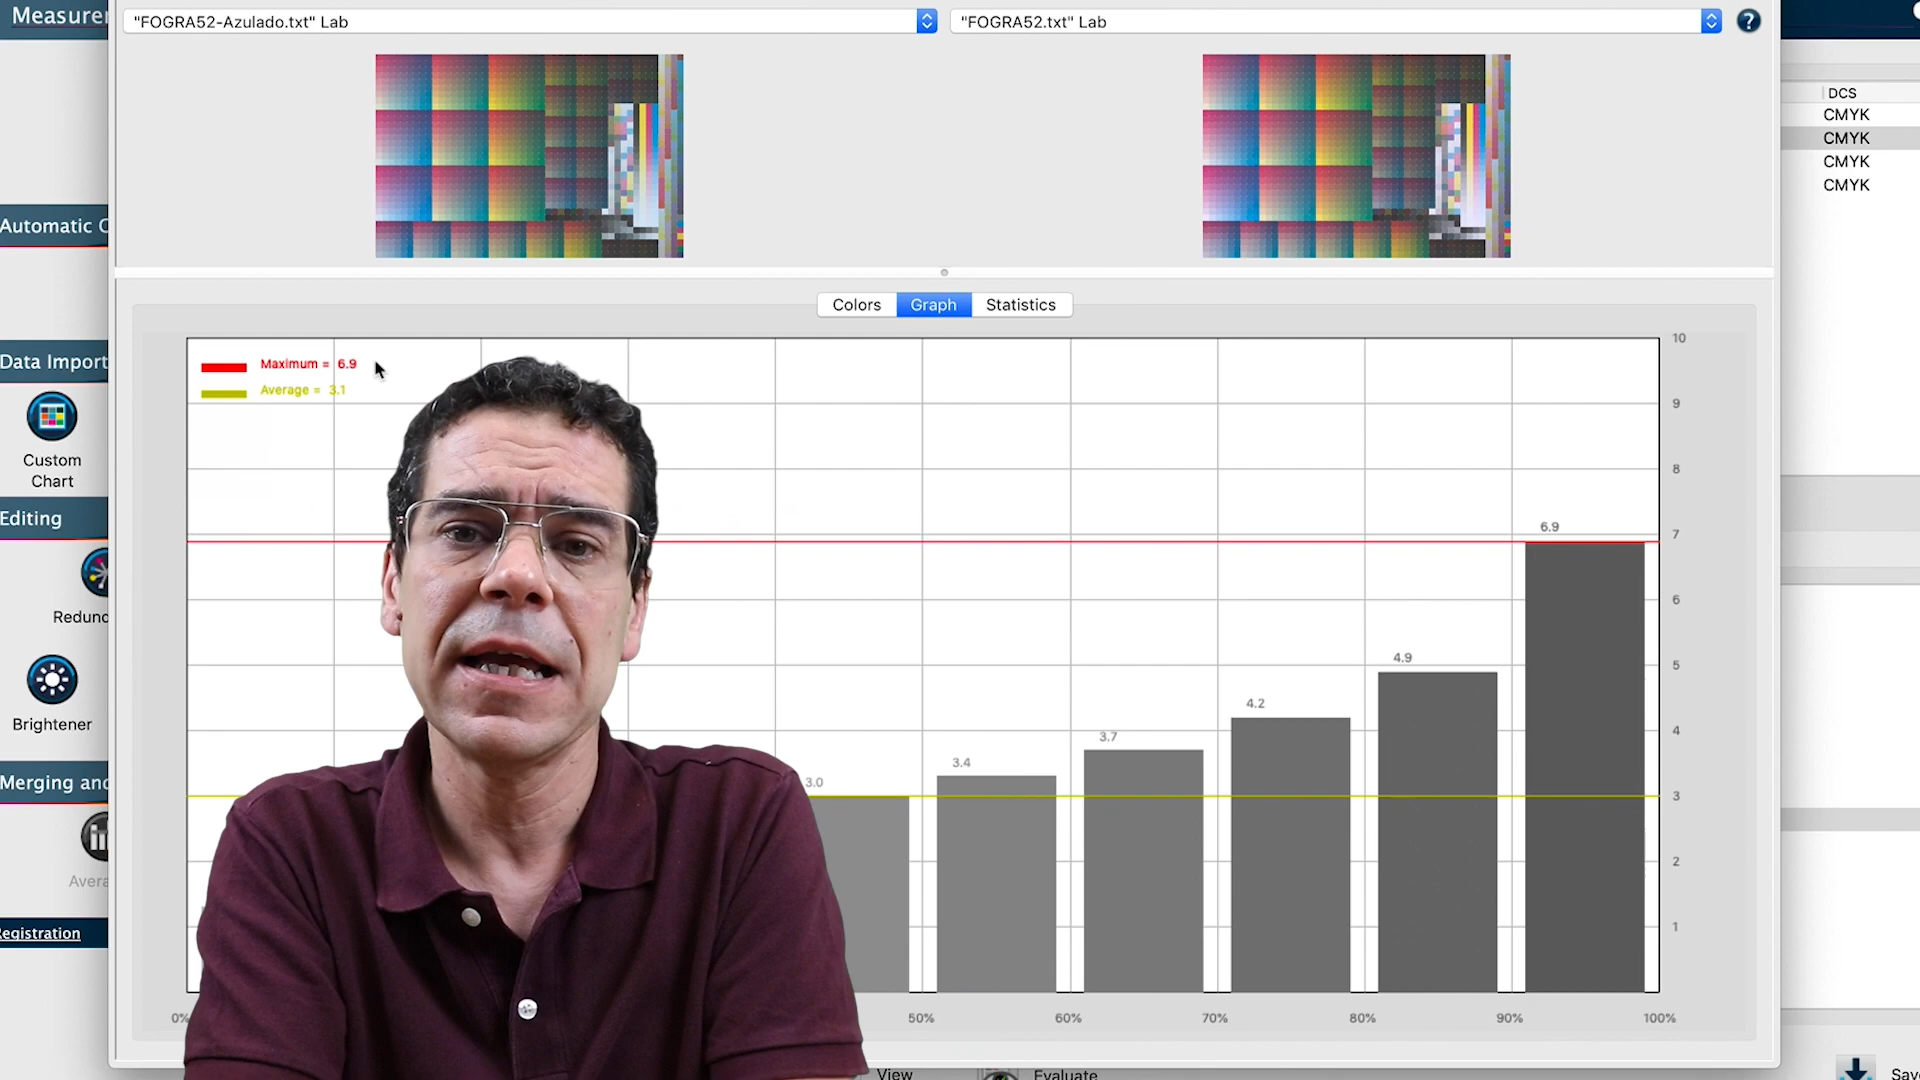 Measurer
"FOGRA52-Azulado.txt" Lab
"FOGRA52.txt" Lab
?
DCS
CMYK
CMYK
CMYK
CMYK
Automatic C
Data Import
Custom
Chart
Editing
Redunc
Brightener
Merging and
Avera
Registration
Colors
Graph
Statistics
Maximum = 6.9
Average = 3.1
10
9
8
7
6
5
4
3
2
1
3.0
3.4
3.7
4.2
4.9
6.9
0%
50%
60%
70%
80%
90%
100%
View
Evaluate
Save